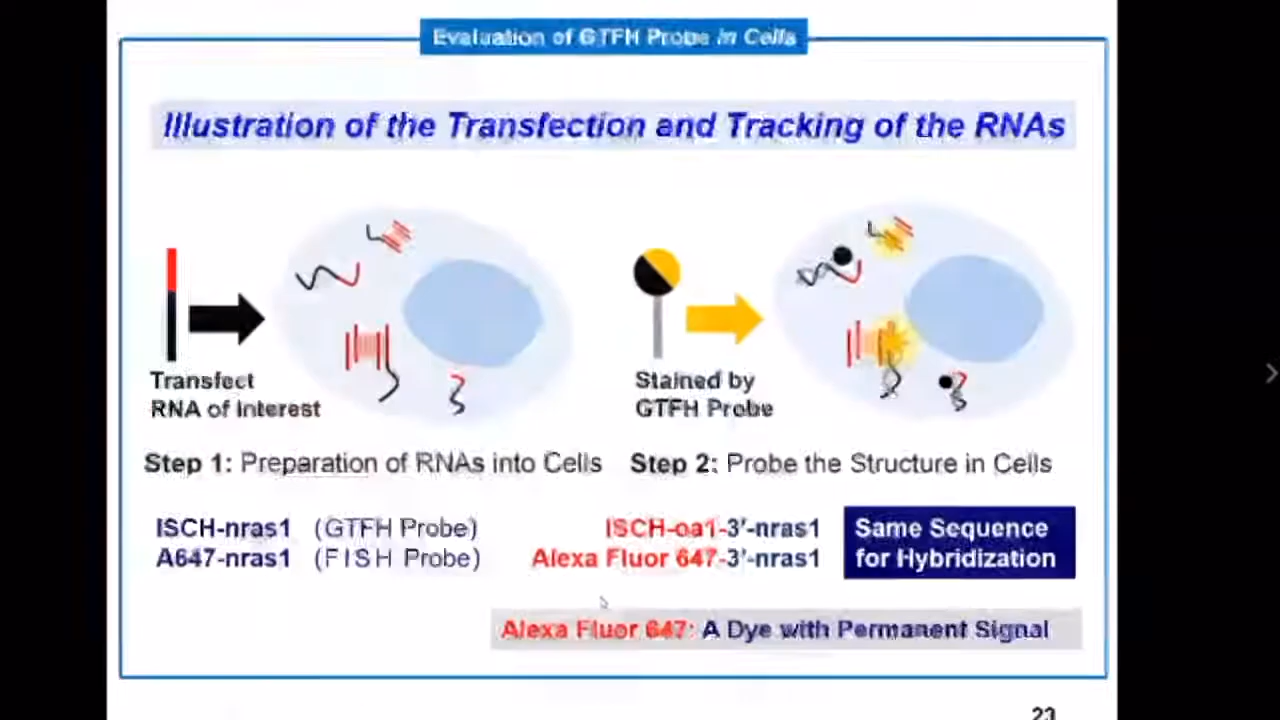 Evaluation of GTFH Probe in Cells
Illustration of the Transfection and Tracking of the RNAs
Transfect
RNA of Interest
Stained by
GTFH Probe
Step 1: Preparation of RNAs into Cells
Step 2: Probe the Structure in Cells
ISCH-nras1 (GTFH Probe)
A647-nras1 (FISH Probe)
ISCH-oa1-3'-nras1
Alexa Fluor 647-3'-nras1
Same Sequence
for Hybridization
Alexa Fluor 647: A Dye with Permanent Signal
23